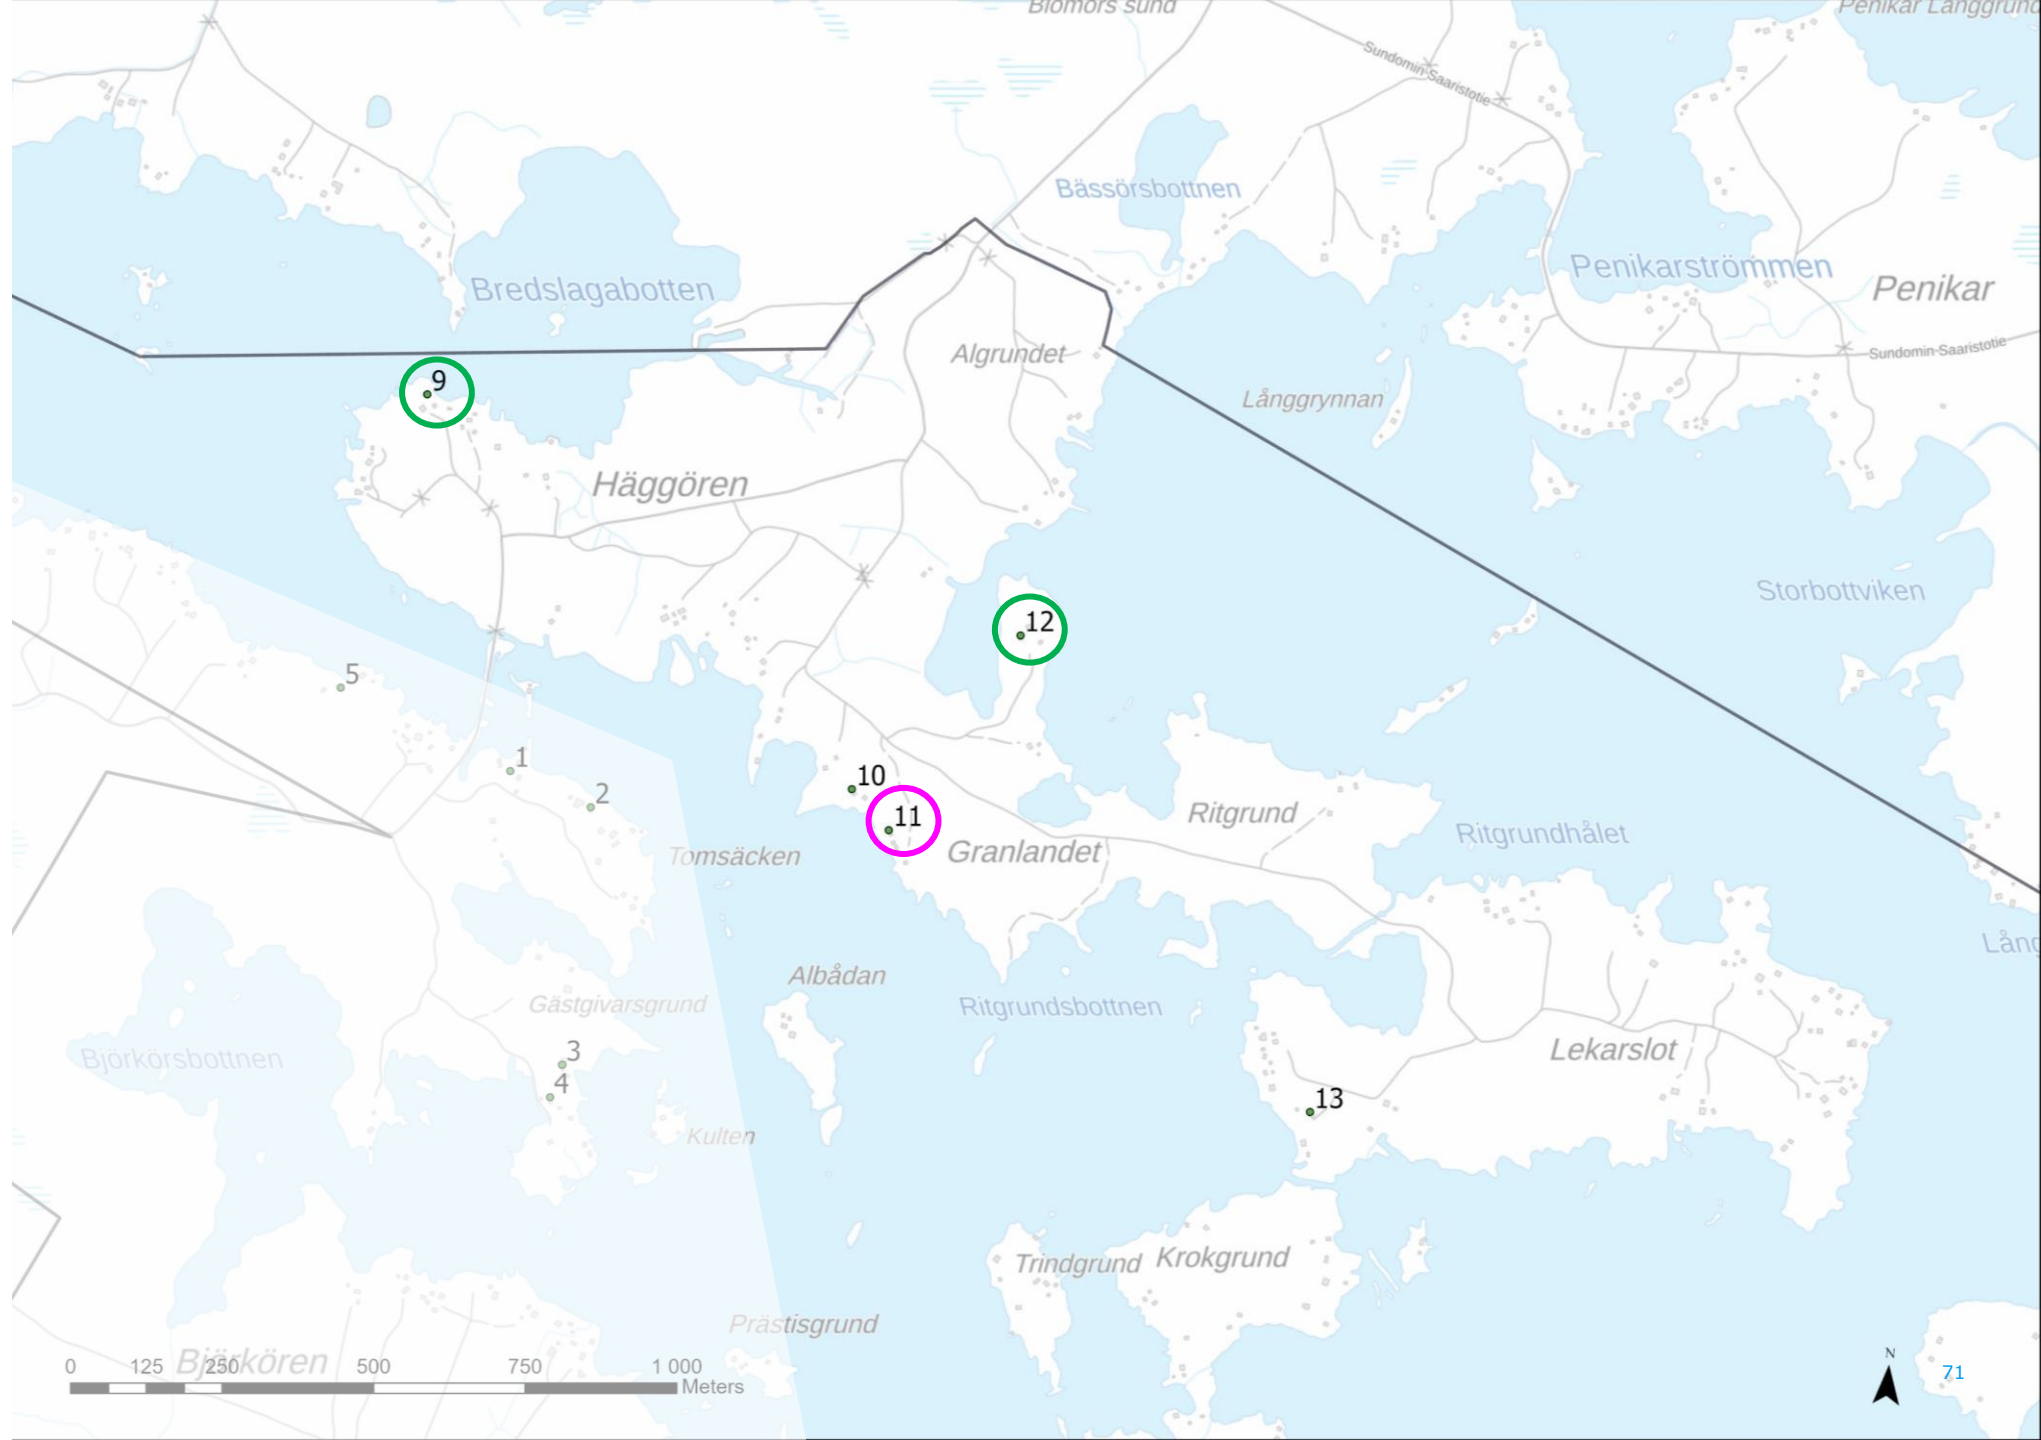 Blomörs sund
Penikar Långgrund
Sundomin Saaristotie
Bässörsbottnen
Penikarströmmen
Bredslagabotten
Penikar
Algrundet
Sundomin Saaristotie
9
Långgrynnan
Häggören
Storbottviken
12
5
1
10
2
11
Ritgrund
Ritgrundhålet
Tomsäcken
Granlandet
Albådan
Gästgivarsgrund
Ritgrundsbottnen
Björkörsbottnen
3
Lekarslot
4
13
Kulten
Trindgrund
Krokgrund
Prästisgrund
Björkören
0 125 250 500 750 1 000
Meters
N
71